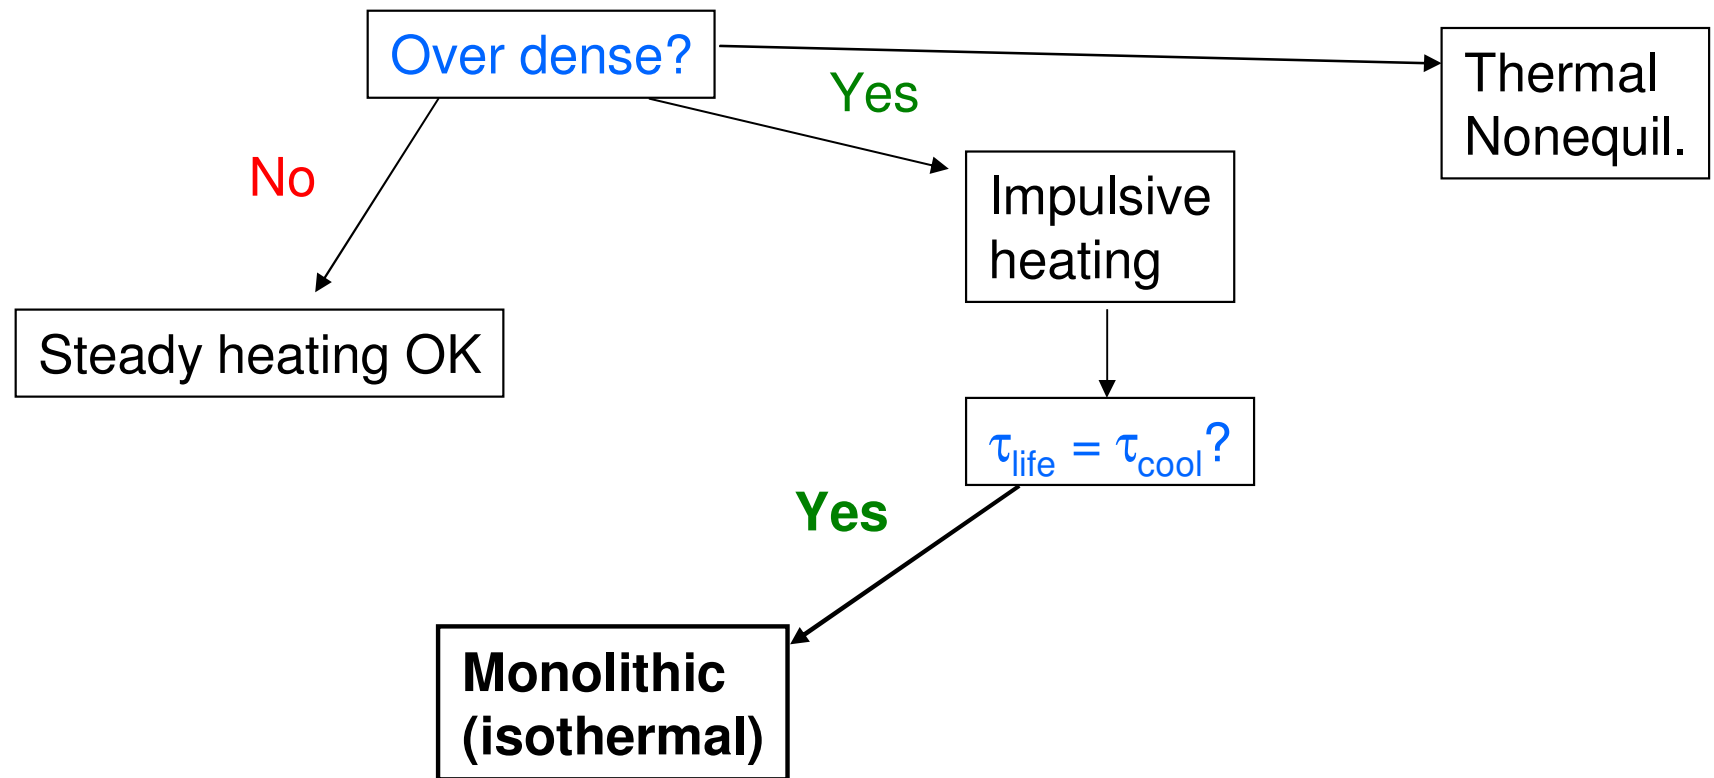 Over dense?
Thermal
Nonequil.
Yes
No
Impulsive
heating
Steady heating OK
τlife = τcool?
Yes
Monolithic
(isothermal)